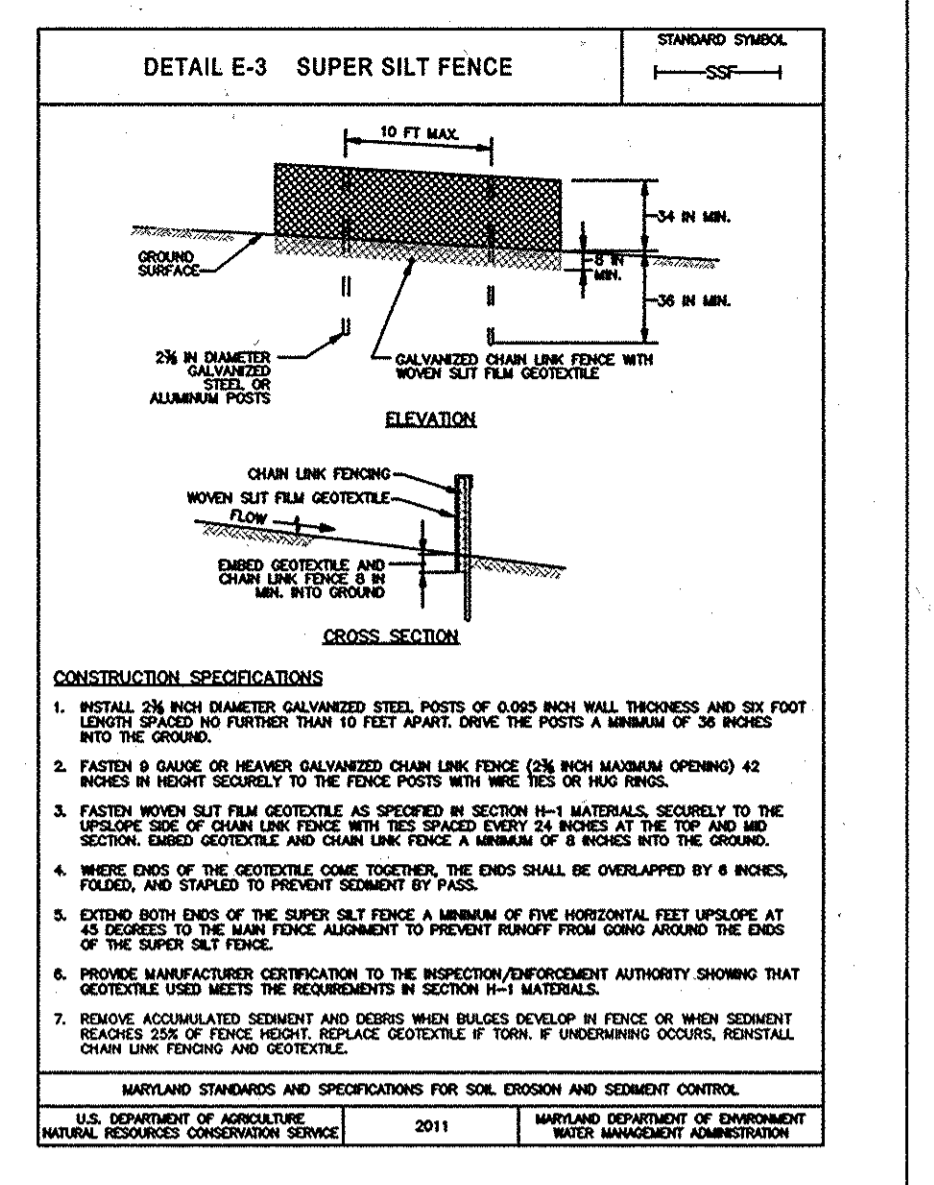 DETAIL E-3 SUPER SILT FENCE
STANDARD SYMBOL
SSF
10 FT MAX.
34 IN MIN.
GROUND
SURFACE
8 IN
MIN.
36 IN MIN.
2⅜ IN DIAMETER
GALVANIZED
STEEL OR
ALUMINUM POSTS
GALVANIZED CHAIN LINK FENCE WITH
WOVEN SLIT FILM GEOTEXTILE
ELEVATION
CHAIN LINK FENCING
WOVEN SLIT FILM GEOTEXTILE
FLOW
EMBED GEOTEXTILE AND
CHAIN LINK FENCE 8 IN
MIN. INTO GROUND
CROSS SECTION
CONSTRUCTION SPECIFICATIONS
1. INSTALL 2⅜ INCH DIAMETER GALVANIZED STEEL POSTS OF 0.095 INCH WALL THICKNESS AND SIX FOOT
LENGTH SPACED NO FURTHER THAN 10 FEET APART. DRIVE THE POSTS A MINIMUM OF 36 INCHES
INTO THE GROUND.
2. FASTEN 9 GAUGE OR HEAVIER GALVANIZED CHAIN LINK FENCE (2⅜ INCH MAXIMUM OPENING) 42
INCHES IN HEIGHT SECURELY TO THE FENCE POSTS WITH WIRE TIES OR HUG RINGS.
3. FASTEN WOVEN SLIT FILM GEOTEXTILE AS SPECIFIED IN SECTION H-1 MATERIALS, SECURELY TO THE
UPSLOPE SIDE OF CHAIN LINK FENCE WITH TIES SPACED EVERY 24 INCHES AT THE TOP AND MID
SECTION. EMBED GEOTEXTILE AND CHAIN LINK FENCE A MINIMUM OF 8 INCHES INTO THE GROUND.
4. WHERE ENDS OF THE GEOTEXTILE COME TOGETHER, THE ENDS SHALL BE OVERLAPPED BY 6 INCHES,
FOLDED, AND STAPLED TO PREVENT SEDIMENT BY PASS.
5. EXTEND BOTH ENDS OF THE SUPER SILT FENCE A MINIMUM OF FIVE HORIZONTAL FEET UPSLOPE AT
45 DEGREES TO THE MAIN FENCE ALIGNMENT TO PREVENT RUNOFF FROM GOING AROUND THE ENDS
OF THE SUPER SILT FENCE.
6. PROVIDE MANUFACTURER CERTIFICATION TO THE INSPECTION/ENFORCEMENT AUTHORITY SHOWING THAT
GEOTEXTILE USED MEETS THE REQUIREMENTS IN SECTION H-1 MATERIALS.
7. REMOVE ACCUMULATED SEDIMENT AND DEBRIS WHEN BULGES DEVELOP IN FENCE OR WHEN SEDIMENT
REACHES 25% OF FENCE HEIGHT. REPLACE GEOTEXTILE IF TORN. IF UNDERMINING OCCURS, REINSTALL
CHAIN LINK FENCING AND GEOTEXTILE.
MARYLAND STANDARDS AND SPECIFICATIONS FOR SOIL EROSION AND SEDIMENT CONTROL
U.S. DEPARTMENT OF AGRICULTURE
NATURAL RESOURCES CONSERVATION SERVICE
2011
MARYLAND DEPARTMENT OF ENVIRONMENT
WATER MANAGEMENT ADMINISTRATION